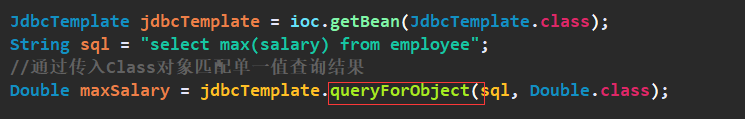 JdbcTemplate jdbcTemplate = ioc.getBean(JdbcTemplate.class);
String sql = "select max(salary) from employee";
//通过传入Class对象匹配单一值查询结果
Double maxSalary = jdbcTemplate.queryForObject(sql, Double.class);